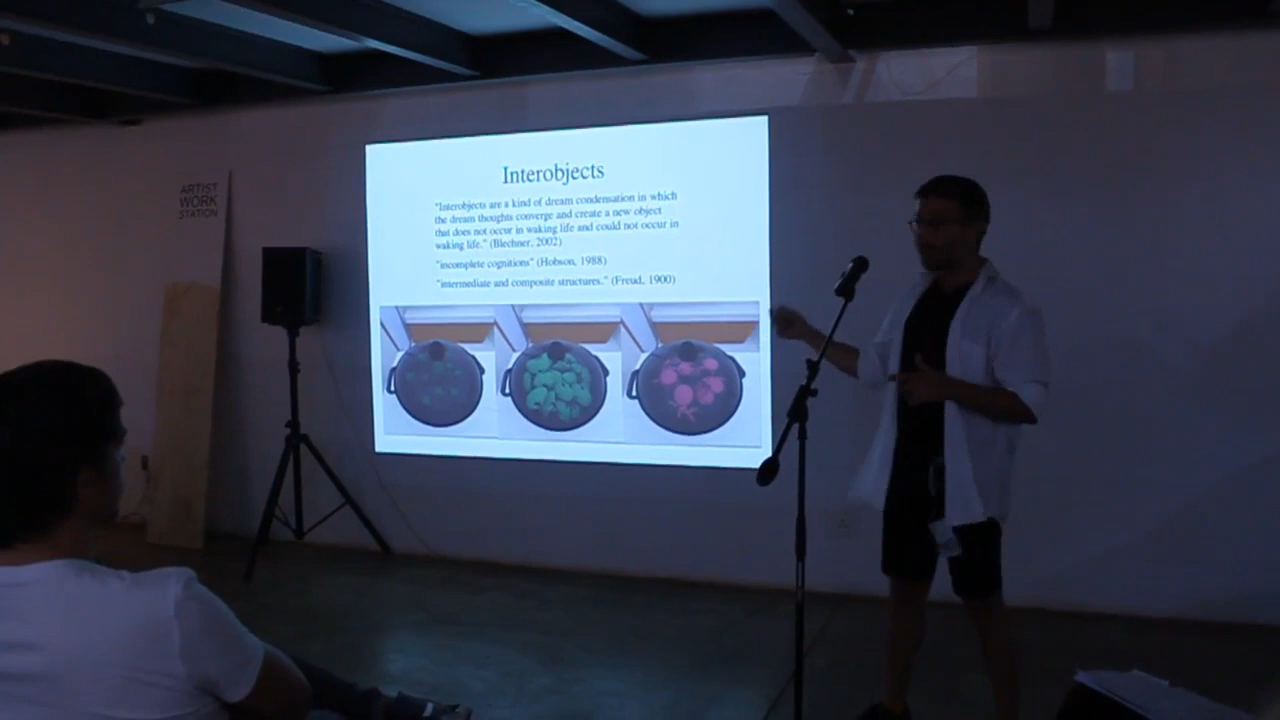 ARTIST
WORK
STATION
Interobjects
"Interobjects are a kind of dream condensation in which
the dream thoughts converge and create a new object
that does not occur in waking life and could not occur in
waking life." (Blechner, 2002)
"incomplete cognitions" (Hobson, 1988)
"intermediate and composite structures." (Freud, 1900)